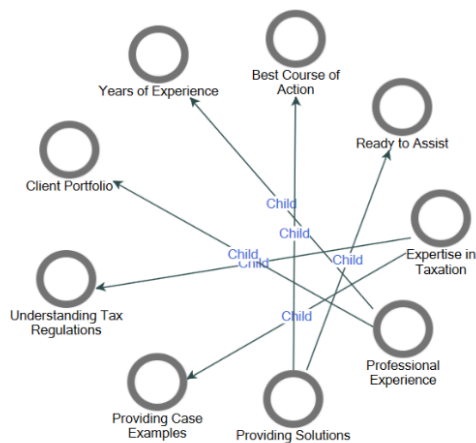 Best Course of
Action
Years of Experience
Ready to Assist
Client Portfolio
Child
Child
Child
Child
Child
Expertise in
Taxation
Understanding Tax
Regulations
Child
Professional
Experience
Providing Case
Examples
Providing Solutions